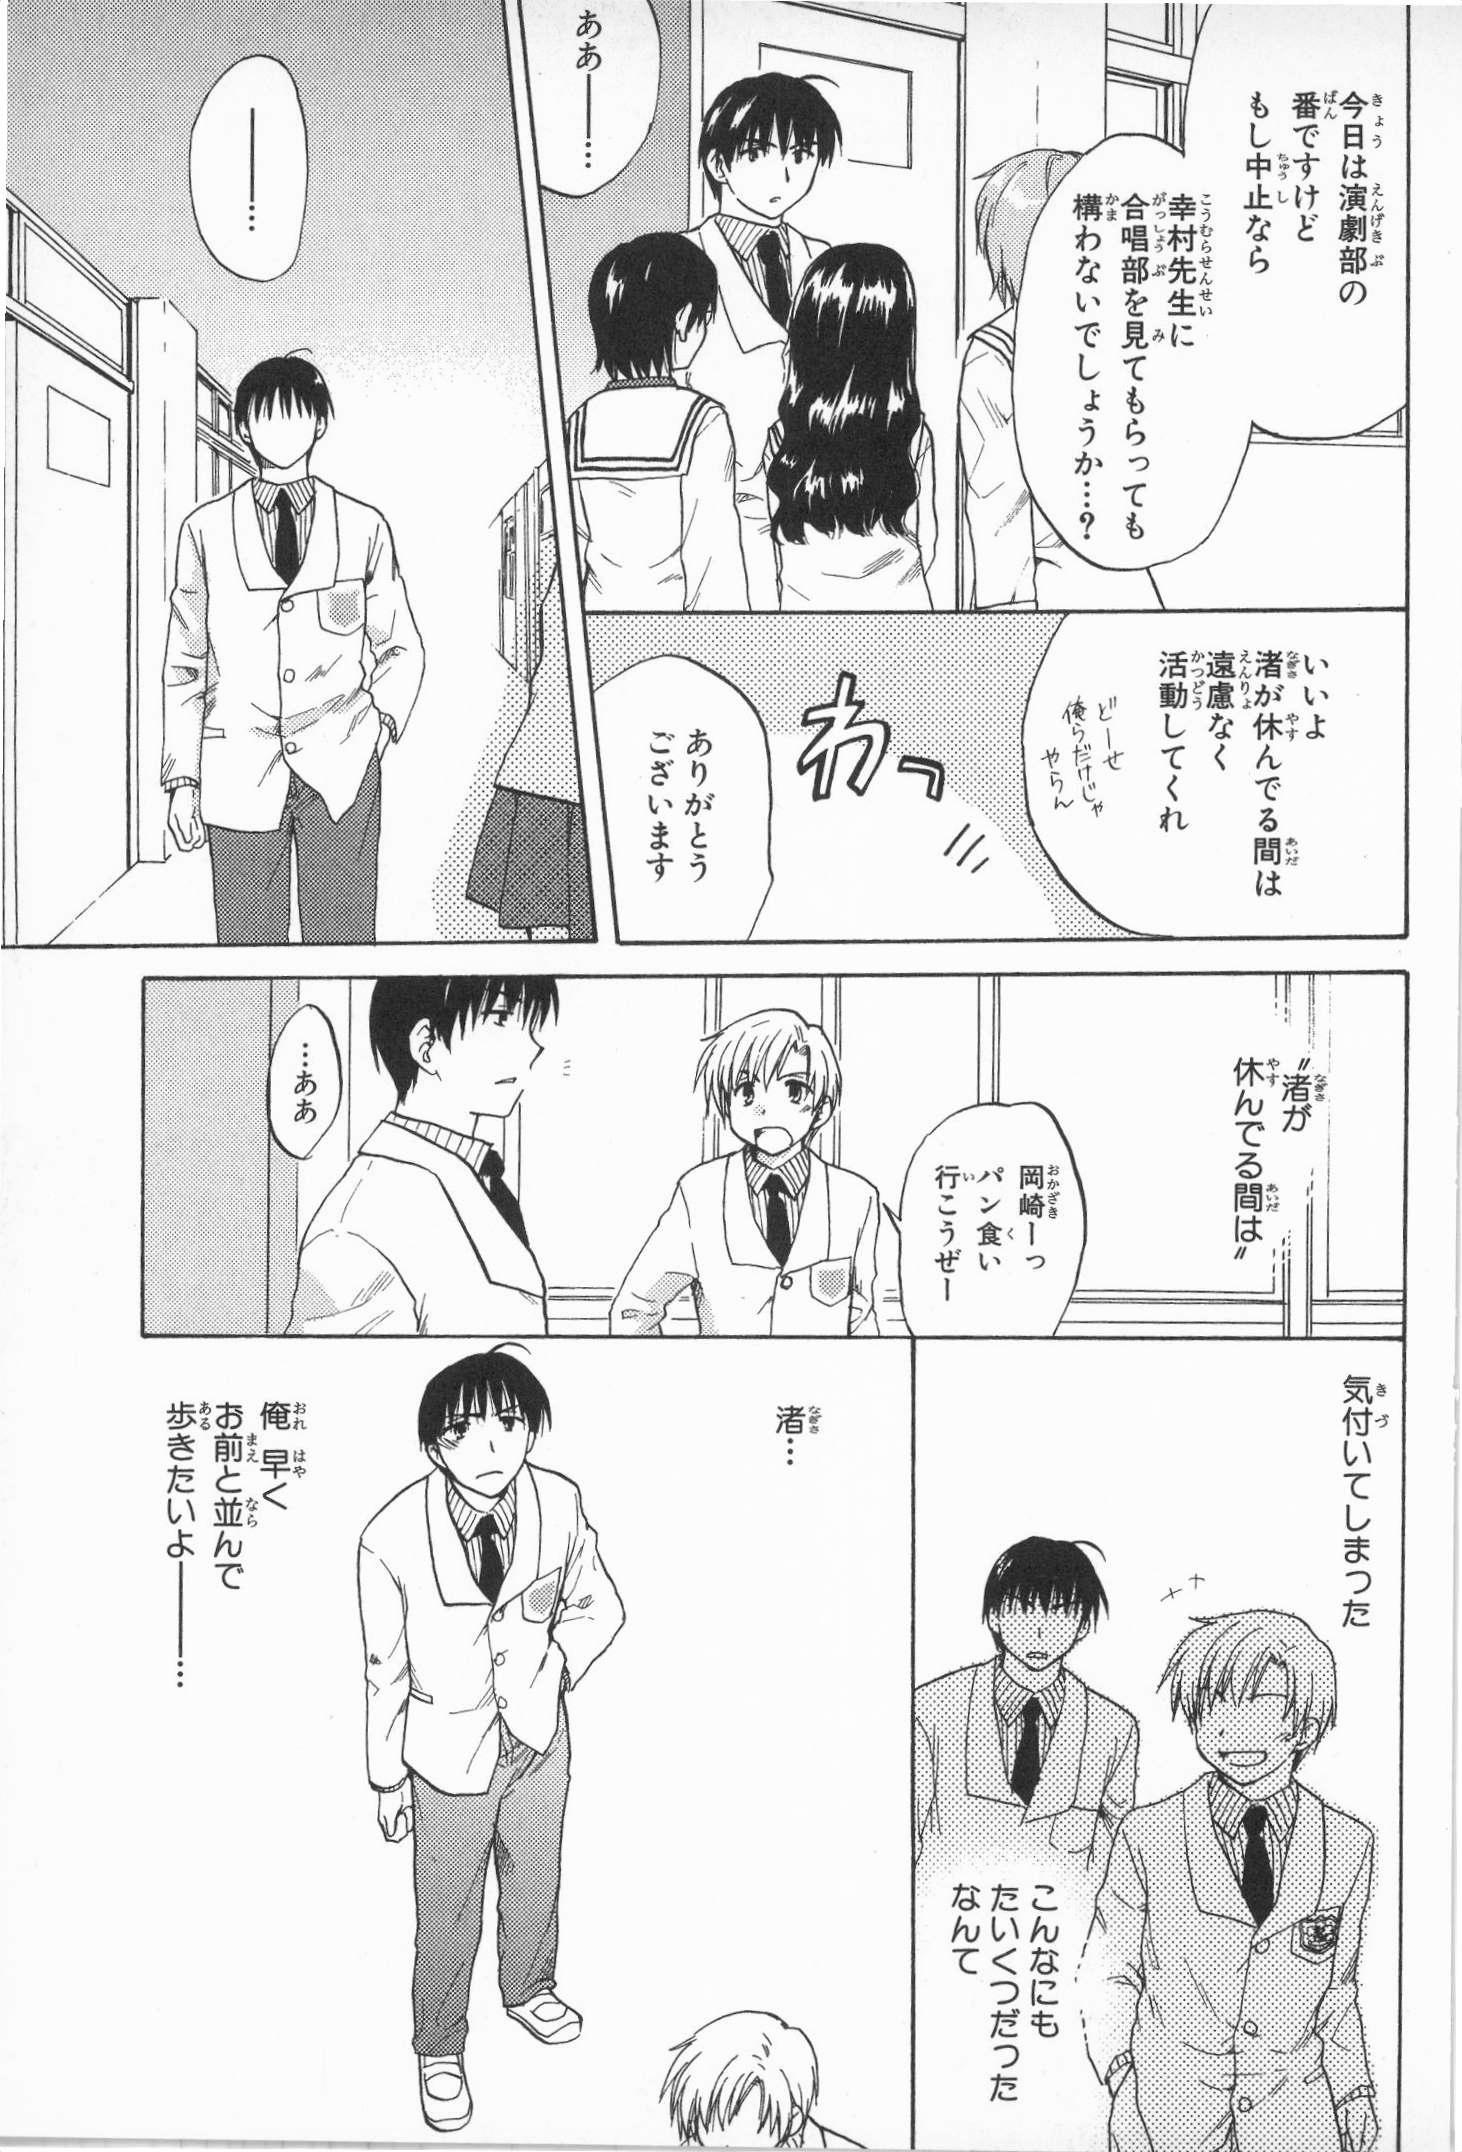 今日は演劇部の
番ですけど
もし中止なら
幸村先生に
合唱部を見てもらっても
構わないでしょうか…?
ああ――…
いいよ
渚が休んでる間は
遠慮なく
活動してくれ
どーせ
俺らだけじゃ
やらん
わっ
ありがとう
ございます
――…
〝渚が
休んでる間は〟
岡崎ーっ
パン食い
行こうぜー
…ああ
気付いてしまった
こんなにも
たいくつだった
なんて
渚…
俺 早く
お前と並んで
歩きたいよ――…